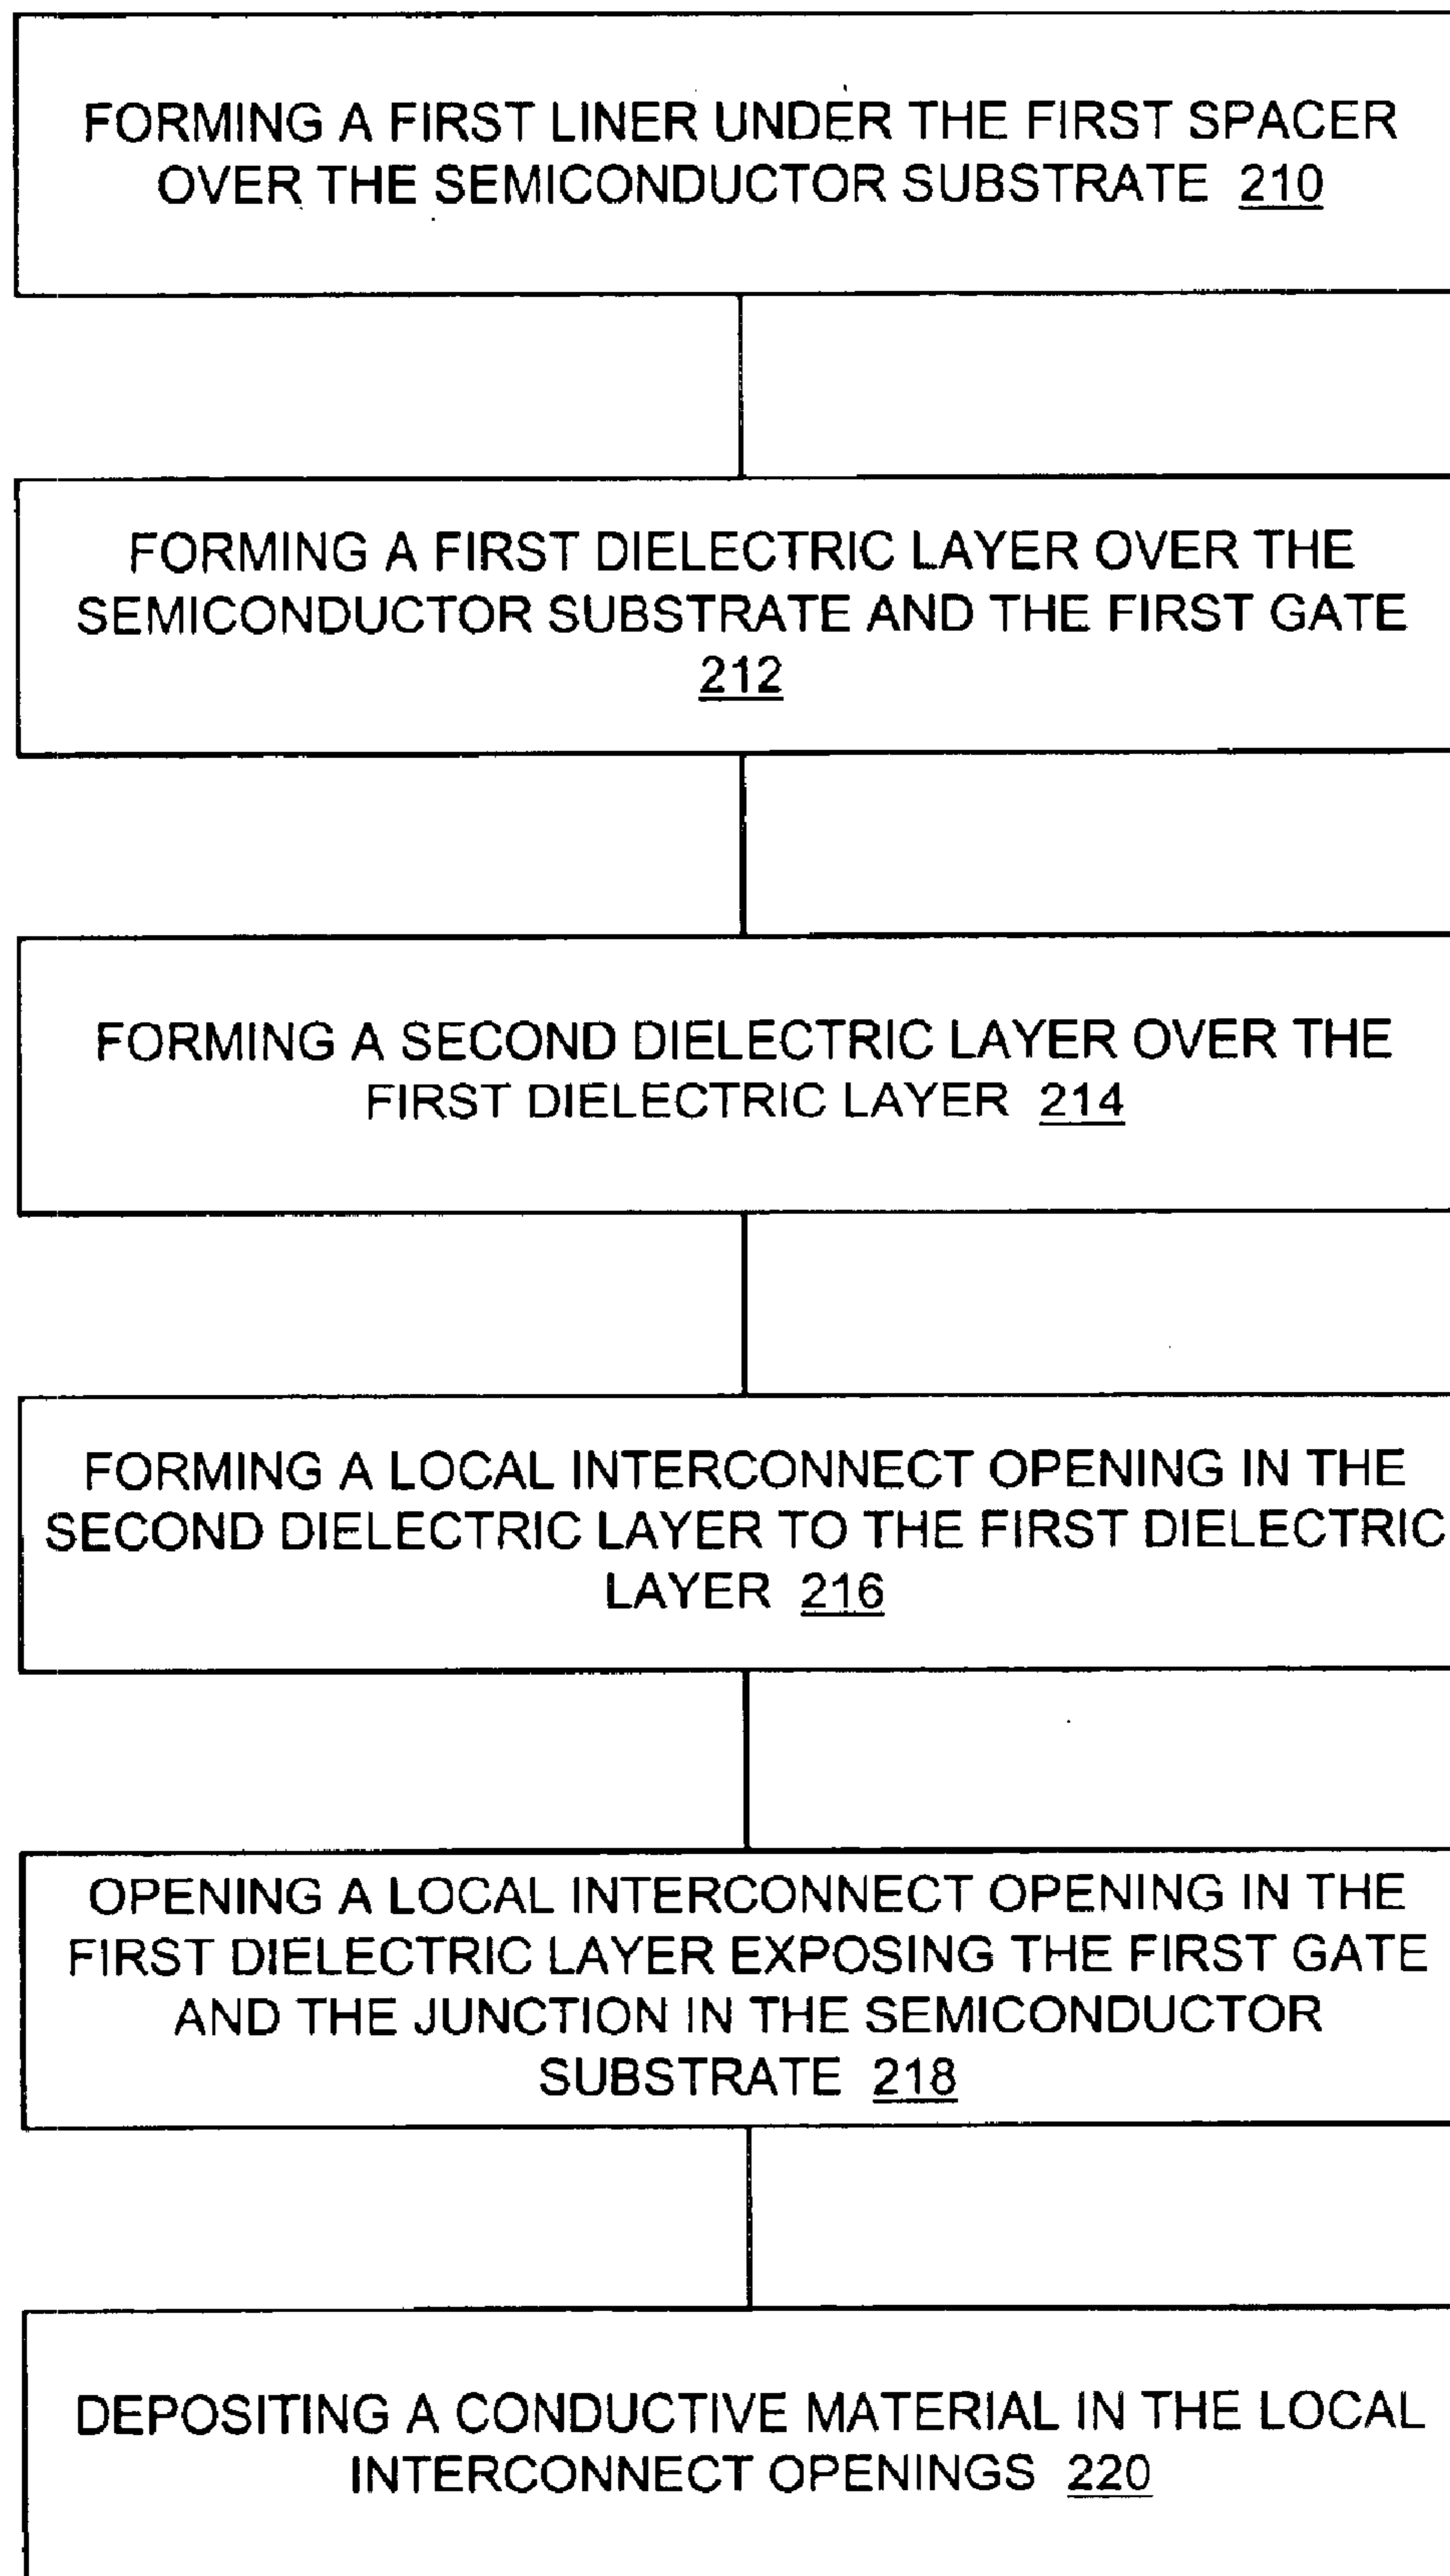 FORMING A FIRST LINER UNDER THE FIRST SPACER
OVER THE SEMICONDUCTOR SUBSTRATE 210
FORMING A FIRST DIELECTRIC LAYER OVER THE
SEMICONDUCTOR SUBSTRATE AND THE FIRST GATE
212
FORMING A SECOND DIELECTRIC LAYER OVER THE
FIRST DIELECTRIC LAYER 214
FORMING A LOCAL INTERCONNECT OPENING IN THE
SECOND DIELECTRIC LAYER TO THE FIRST DIELECTRIC
LAYER 216
OPENING A LOCAL INTERCONNECT OPENING IN THE
FIRST DIELECTRIC LAYER EXPOSING THE FIRST GATE
AND THE JUNCTION IN THE SEMICONDUCTOR
SUBSTRATE 218
DEPOSITING A CONDUCTIVE MATERIAL IN THE LOCAL
INTERCONNECT OPENINGS 220